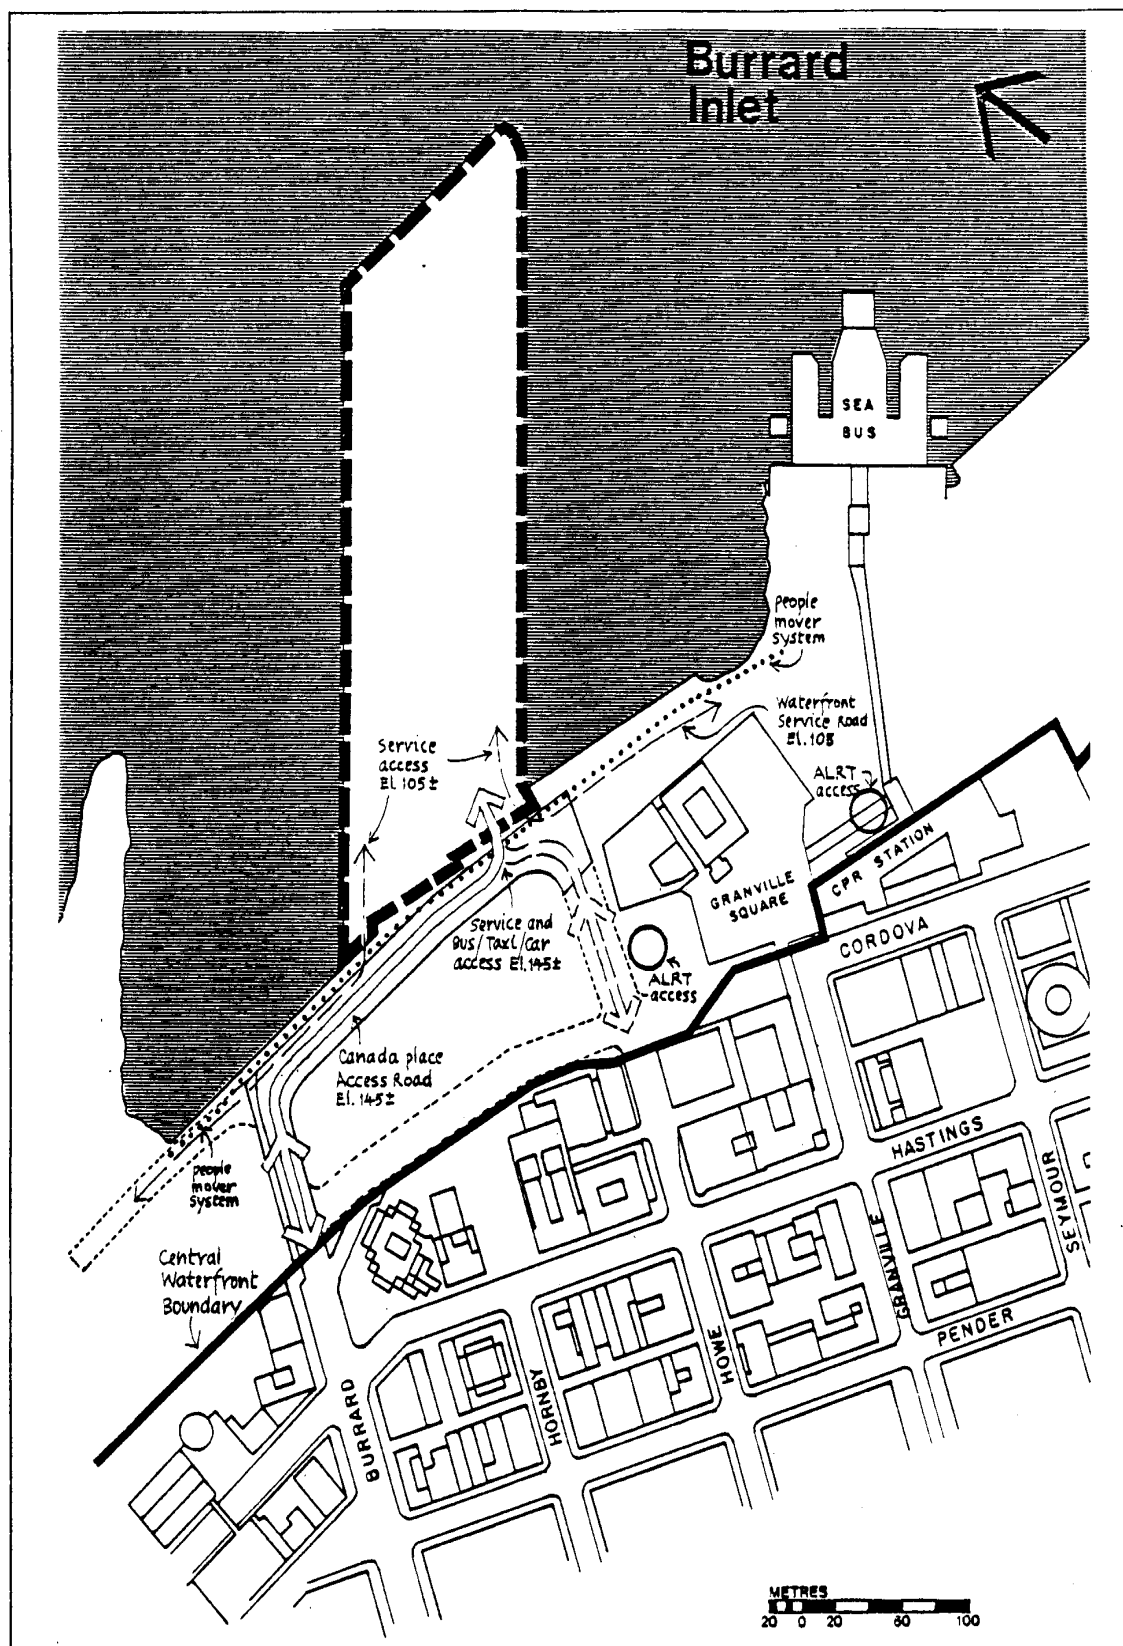 Burrard
Inlet
SEA
BUS
people
mover
system
Waterfront
Service Road
El. 105
Service
access
El 105±
ALRT
access
CPR STATION
GRANVILLE
SQUARE
CORDOVA
Service and
Bus/Taxi/Car
access El.145±
ALRT
access
Canada place
Access Road
El. 145±
HASTINGS
people
mover
system
SEYMOUR
GRANVILLE
Central
Waterfront
Boundary
PENDER
HOWE
HORNBY
BURRARD
METRES
20 0 20 60 100